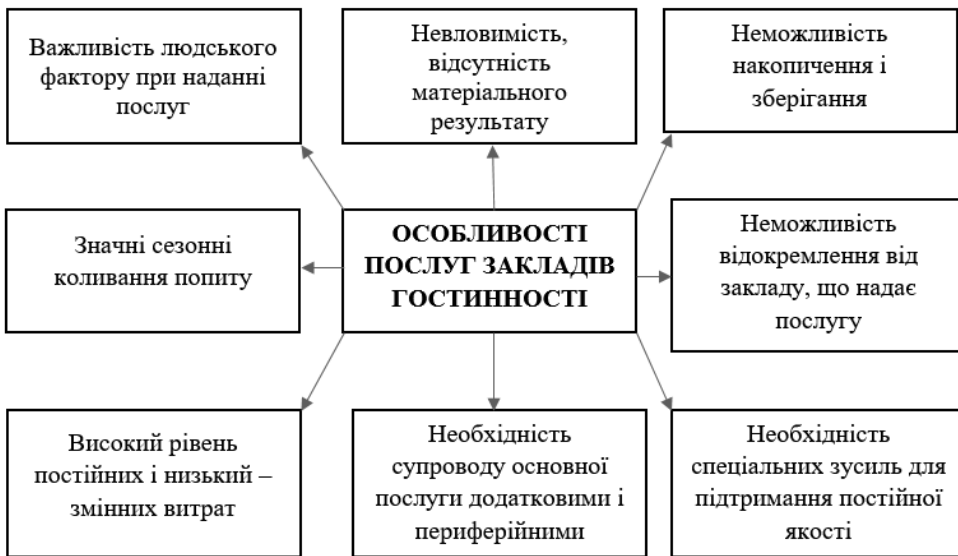 Важливість людського
фактору при наданні
послуг
Невловимість,
відсутність
матеріального
результату
Неможливість
накопичення і
зберігання
Значні сезонні
коливання попиту
ОСОБЛИВОСТІ
ПОСЛУГ ЗАКЛАДІВ
ГОСТИННОСТІ
Неможливість
відокремлення від
закладу, що надає
послугу
Високий рівень
постійних і низький –
змінних витрат
Необхідність
супроводу основної
послуги додатковими і
периферійними
Необхідність
спеціальних зусиль для
підтримання постійної
якості